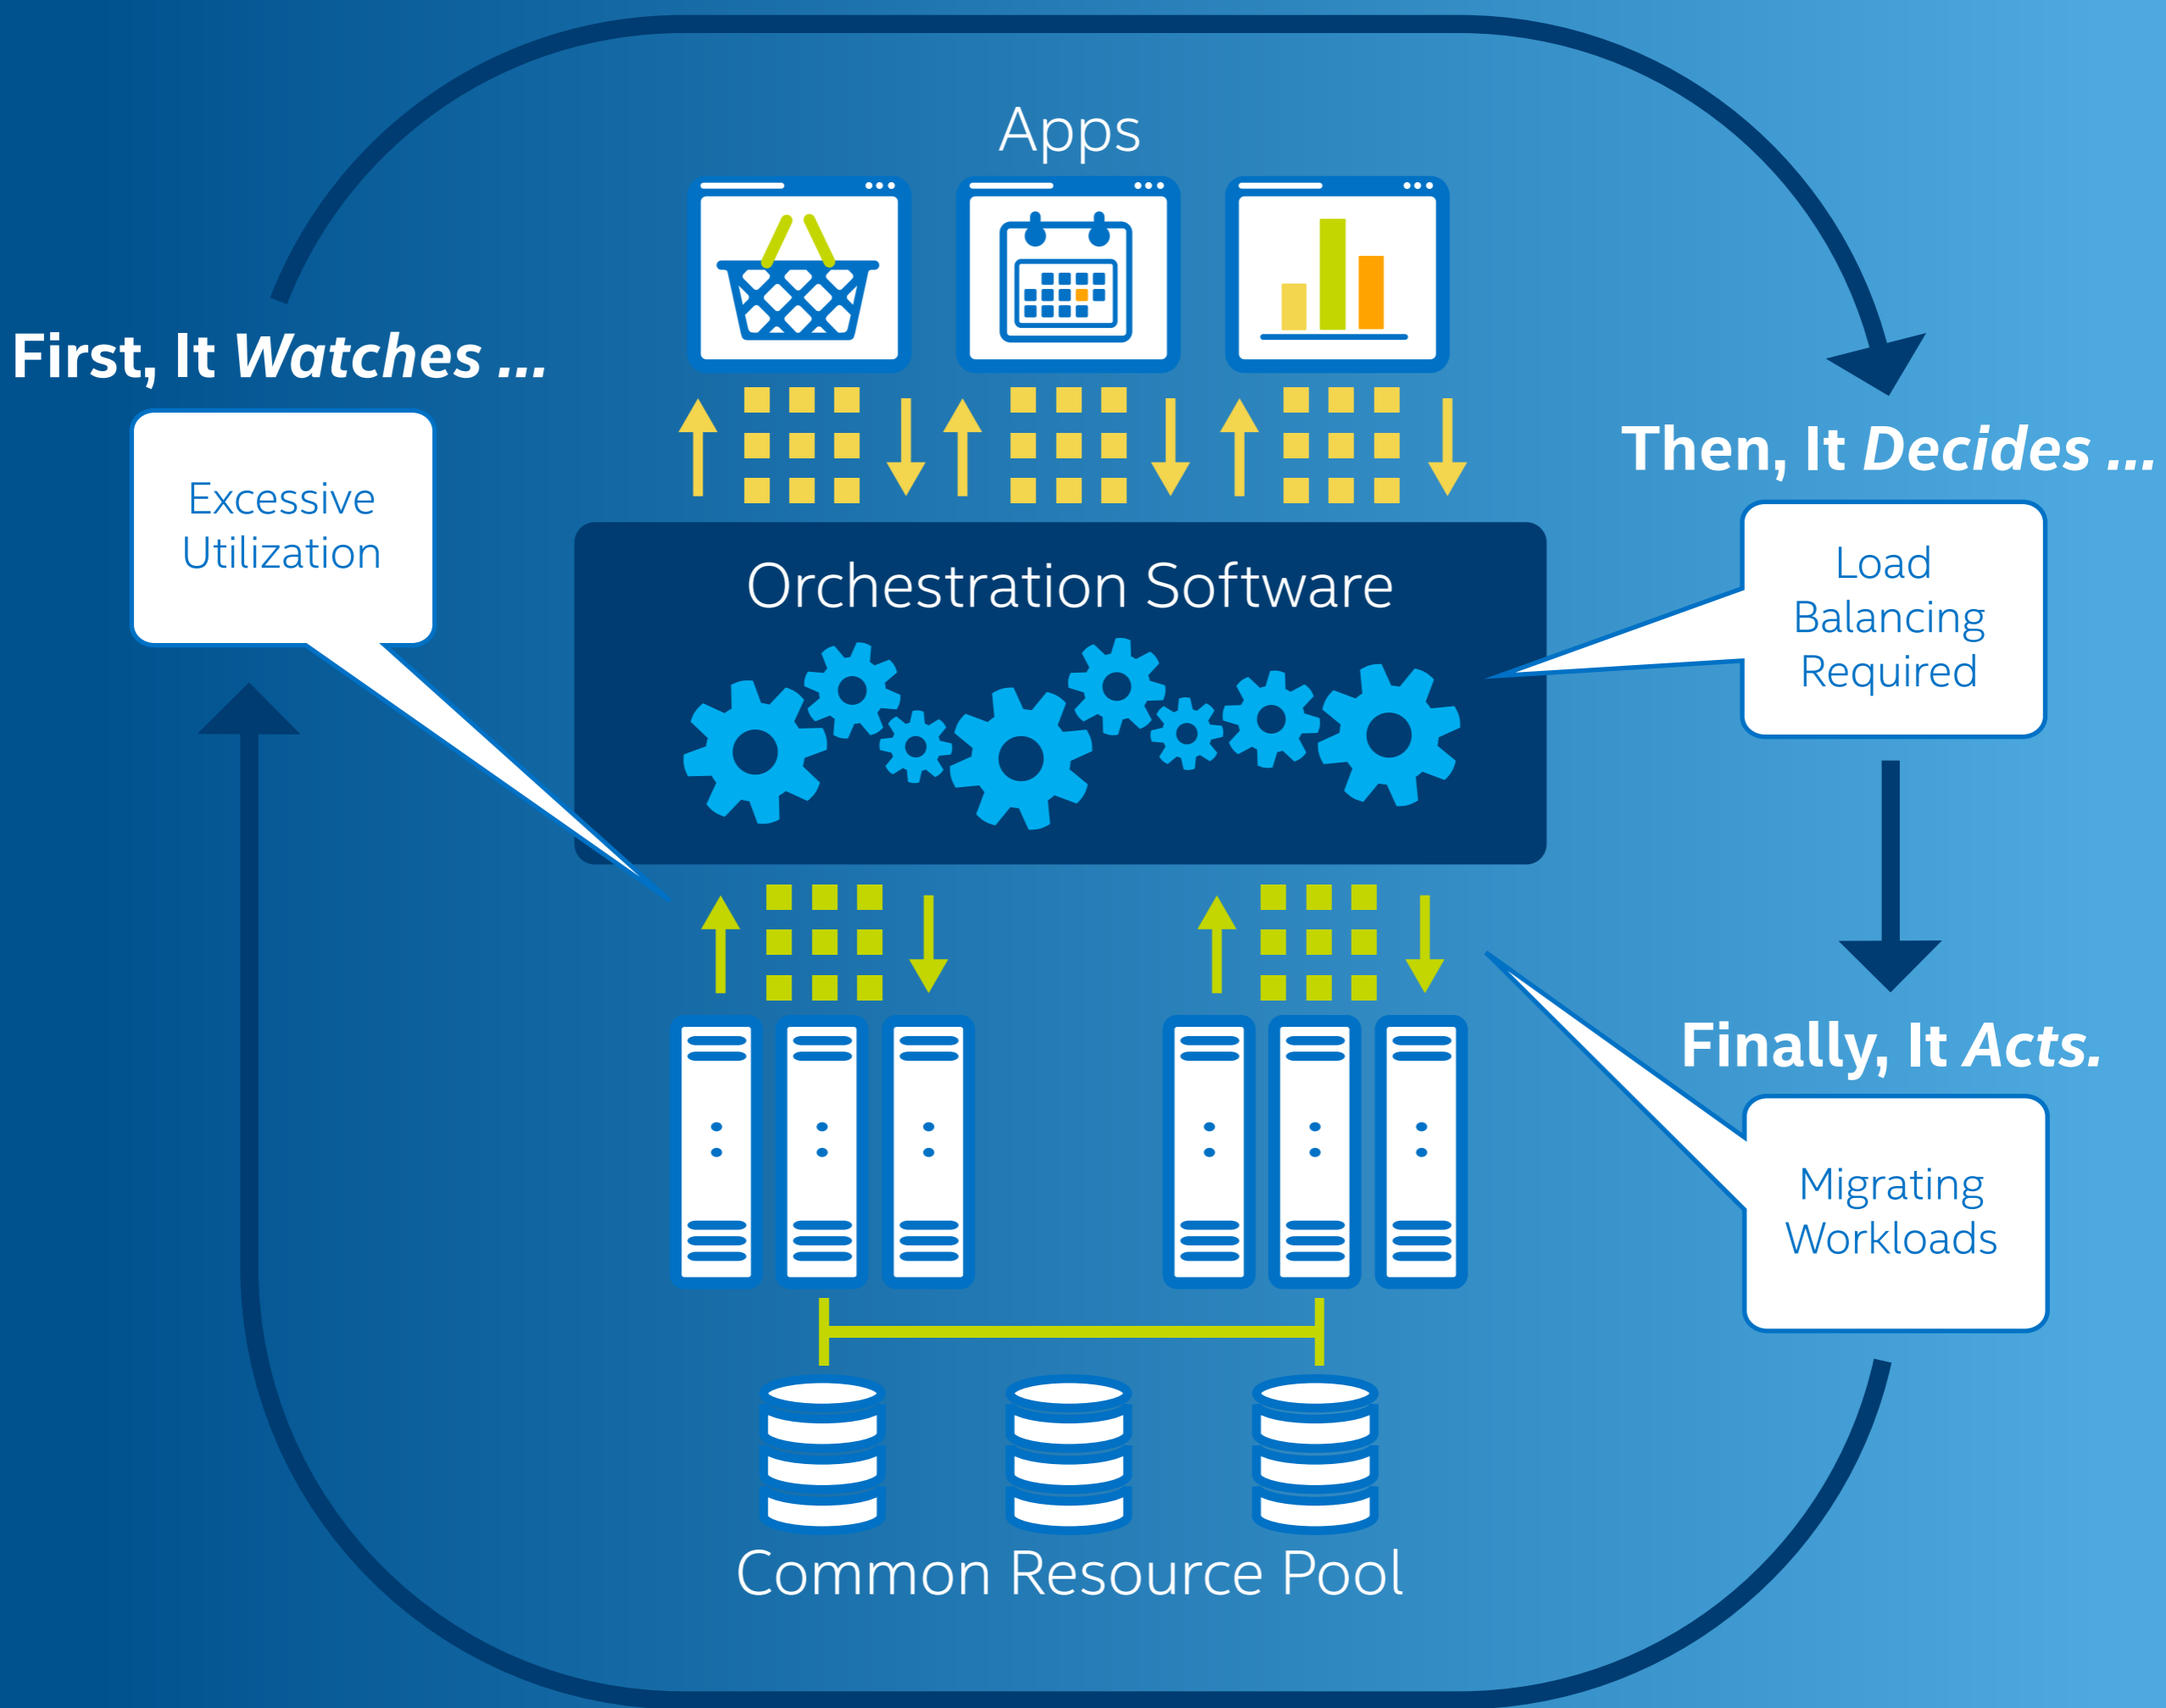 Apps
First, It Watches ...
Excessive
Utilization
Then, It Decides ...
Load
Balancing
Required
Orchestration Software
Finally, It Acts.
Migrating
Workloads
Common Resource Pool